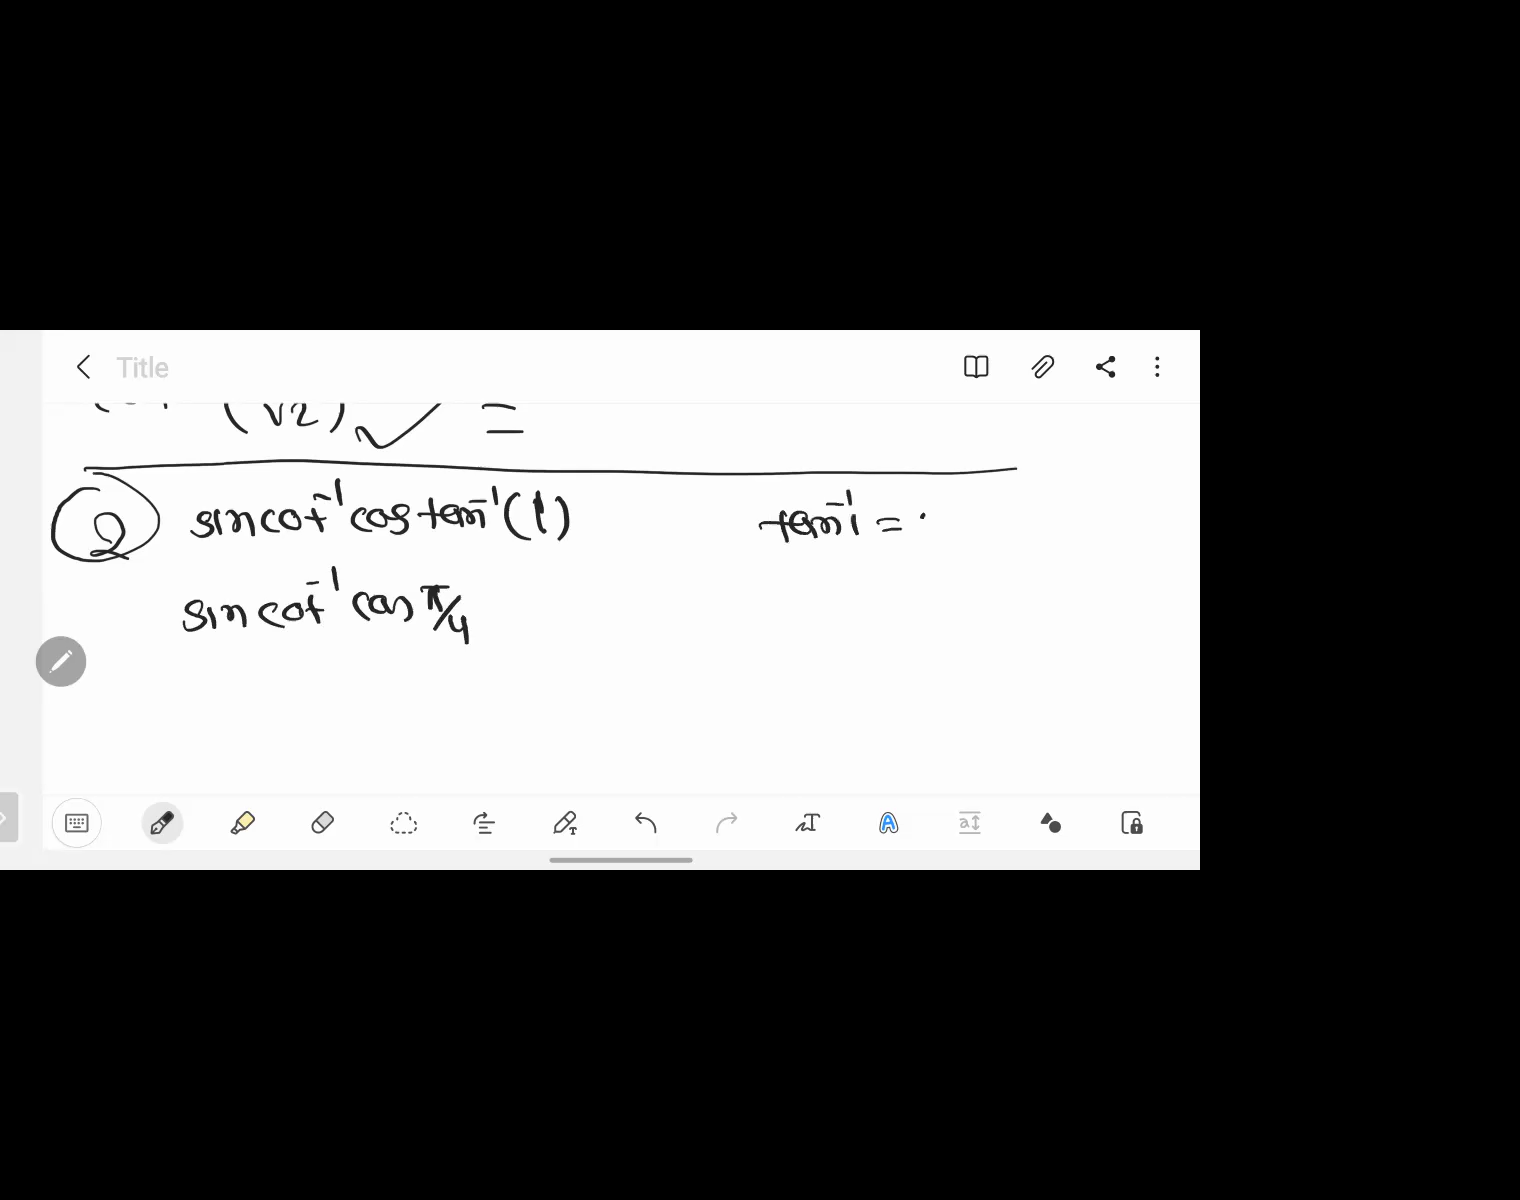 Title
(√2) =
Q sin cot⁻¹ cos tan⁻¹(1) tan⁻¹1 =
sin cot⁻¹ cos π/4